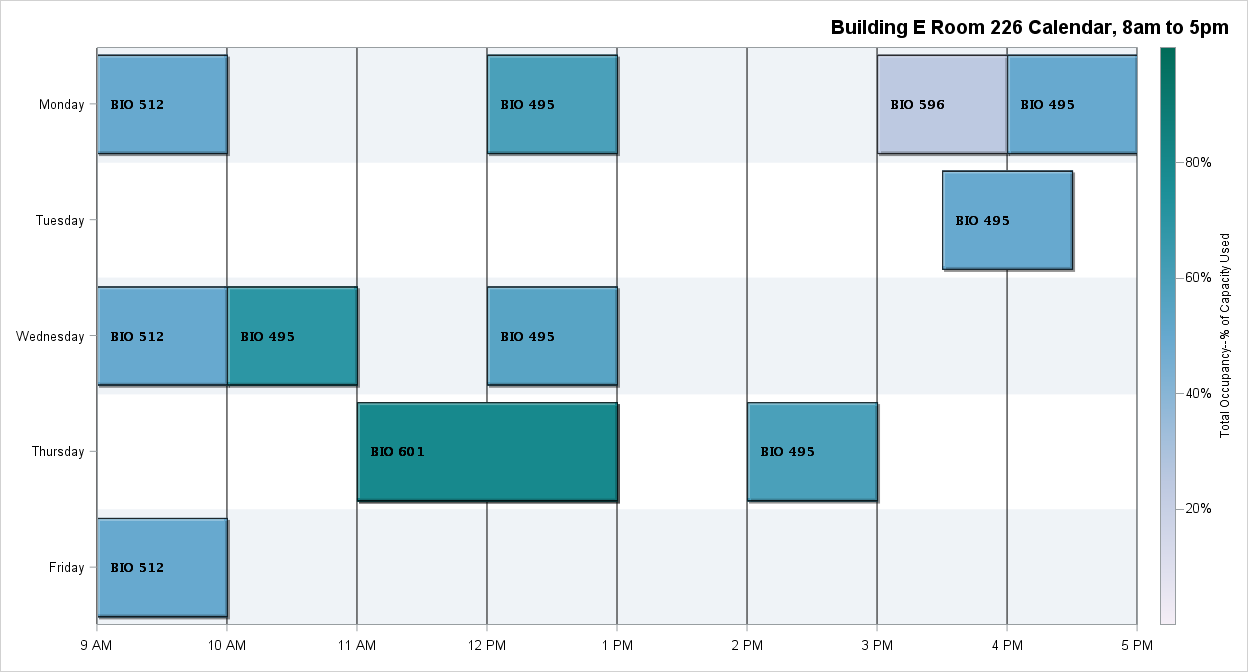 Building E Room 226 Calendar, 8am to 5pm
Monday
BIO 512
BIO 495
BIO 596
BIO 495
Tuesday
BIO 495
Wednesday
BIO 512
BIO 495
BIO 495
Thursday
BIO 601
BIO 495
Friday
BIO 512
9 AM
10 AM
11 AM
12 PM
1 PM
2 PM
3 PM
4 PM
5 PM
80%
60%
40%
20%
Total Occupancy--% of Capacity Used